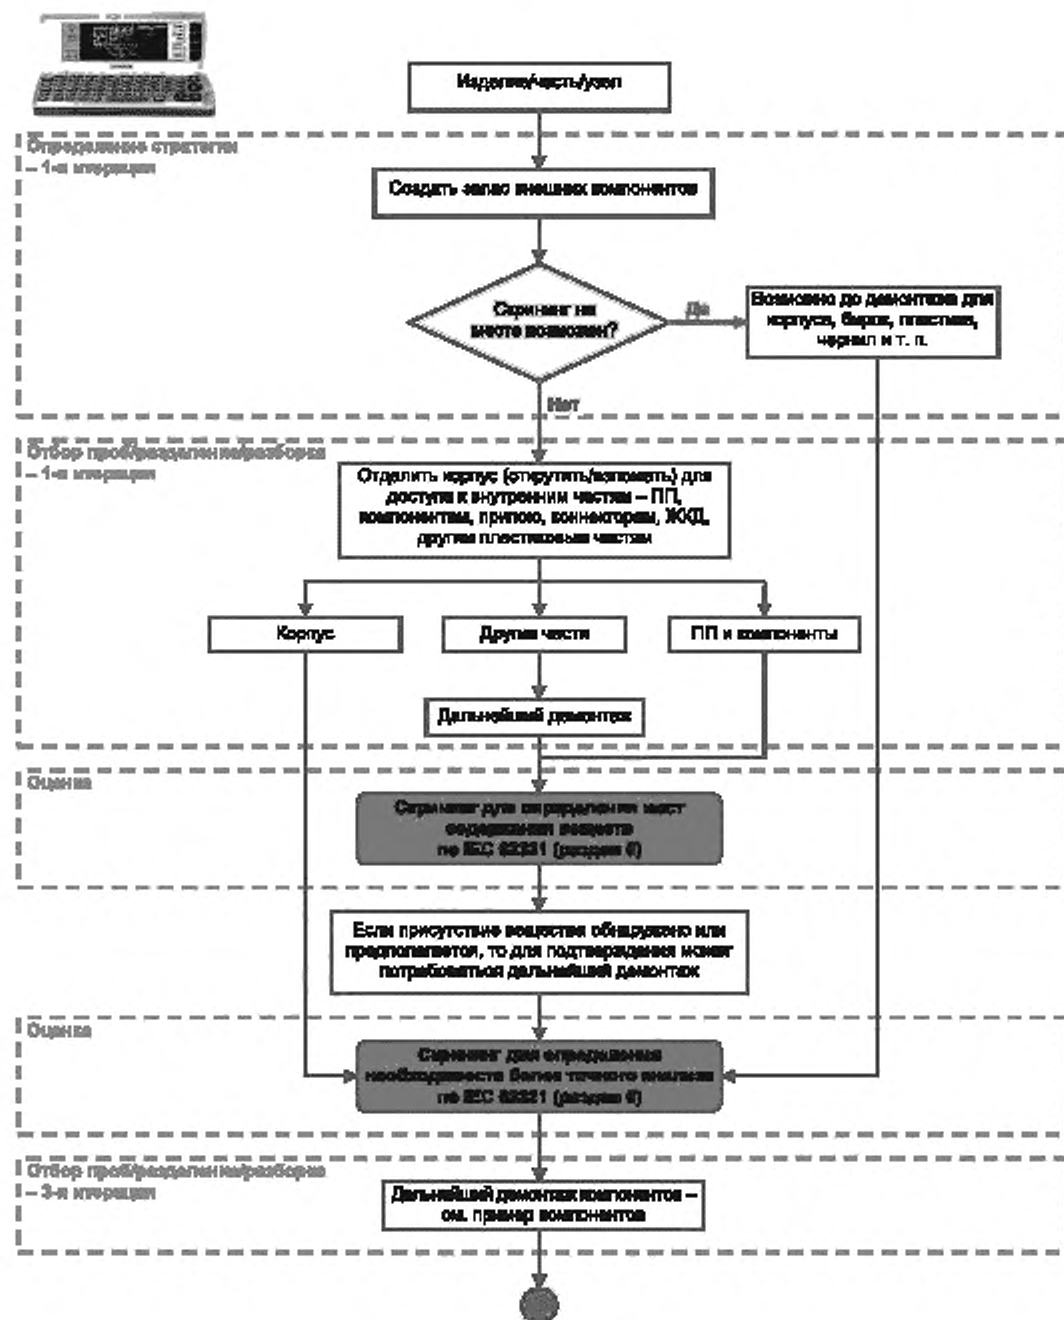 Изделие/часть/узел
Определение стратегии
– 1-я итерация
Создать запас внешних компонентов
Скрининг на
месте возможен?
Да
Возможно до демонтажа для
корпуса, бирок, пластика,
чернил и т. п.
Нет
Отбор проб/разделение/разборка
– 1-я итерация
Отделить корпус (открутить/взломать) для
доступа к внутренним частям – ПП,
компонентам, припою, коннекторам, ЖКД,
другим пластиковым частям
Корпус
Другие части
ПП и компоненты
Дальнейший демонтаж
Оценка
Скрининг для определения мест
содержания веществ
по IEC 62321 (раздел 6)
Если присутствие вещества обнаружено или
предполагается, то для подтверждения может
потребоваться дальнейший демонтаж
Оценка
Скрининг для определения
необходимости более точного анализа
по IEC 62321 (раздел 6)
Отбор проб/разделение/разборка
– 3-я итерация
Дальнейший демонтаж компонентов –
см. пример компонентов